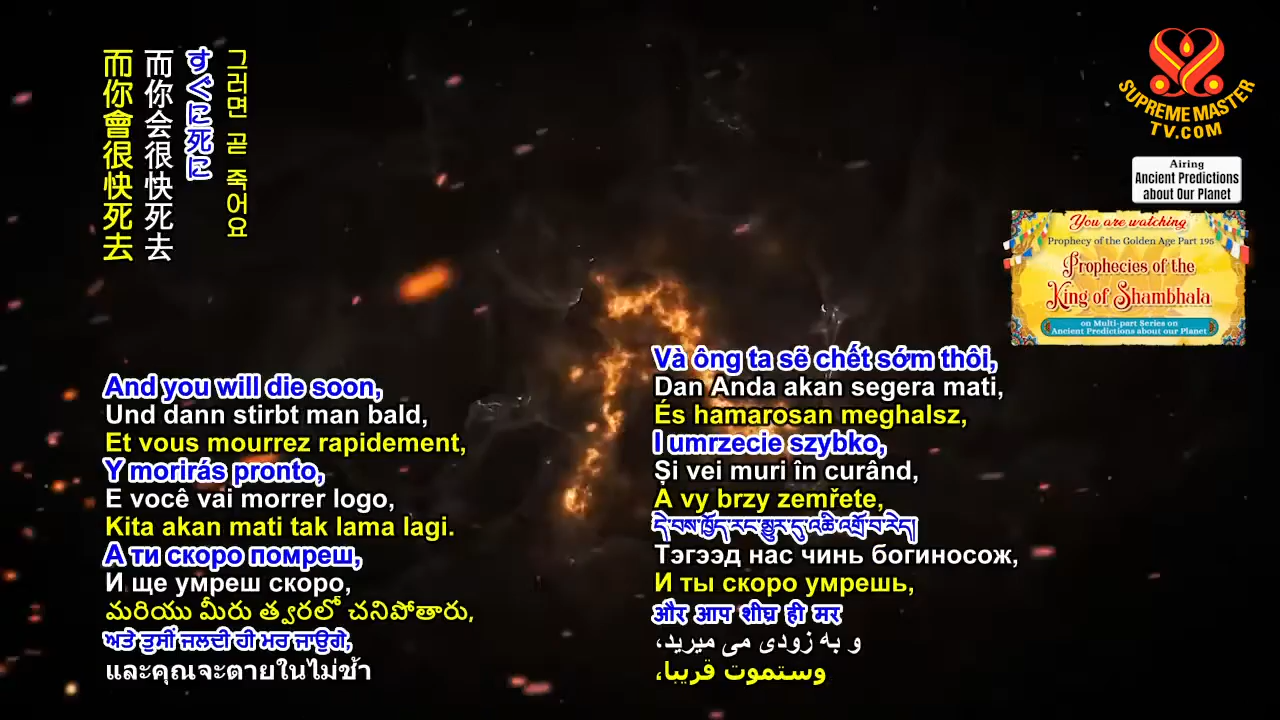 而你會很快死去
而你会很快死去
すぐに死に
그러면 곧 죽어요
SUPREME MASTER
TV.COM
Airing
Ancient Predictions
about Our Planet
You are watching
Prophecy of the Golden Age Part 195
Prophecies of the
King of Shambhala
on Multi-part Series on
Ancient Predictions about our Planet
And you will die soon,
Und dann stirbt man bald,
Et vous mourrez rapidement,
Y morirás pronto,
E você vai morrer logo,
Kita akan mati tak lama lagi.
А ти скоро помреш,
И ще умреш скоро,
మరియు మీరు త్వరలో చనిపోతారు,
ਅਤੇ ਤੁਸੀਂ ਜਲਦੀ ਹੀ ਮਰ ਜਾਉਗੇ,
และคุณจะตายในไม่ช้า
Và ông ta sẽ chết sớm thôi,
Dan Anda akan segera mati,
És hamarosan meghalsz,
I umrzecie szybko,
Și vei muri în curând,
A vy brzy zemřete,
དེ་བས་ཁྱོད་རང་མྱུར་དུ་འཆི་འགྲོ་བ་རེད།
Тэгээд нас чинь богиносож,
И ты скоро умрешь,
और आप शीघ्र ही मर
و به زودی می میرید،
وستموت قريبا،